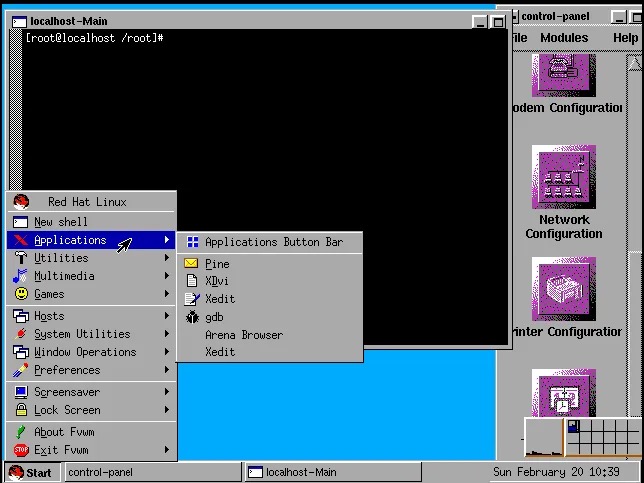 localhost-Main
[root@localhost /root]#
control-panel
File Modules Help
odem Configuration
Network
Configuration
rinter Configuration
Red Hat Linux
New shell
Applications
Utilities
Multimedia
Games
Hosts
System Utilities
Window Operations
Preferences
Screensaver
Lock Screen
About Fvwm
STOP Exit Fvwm
Applications Button Bar
Pine
XDvi
Xedit
gdb
Arena Browser
Xedit
Start control-panel localhost-Main Sun February 20 10:39